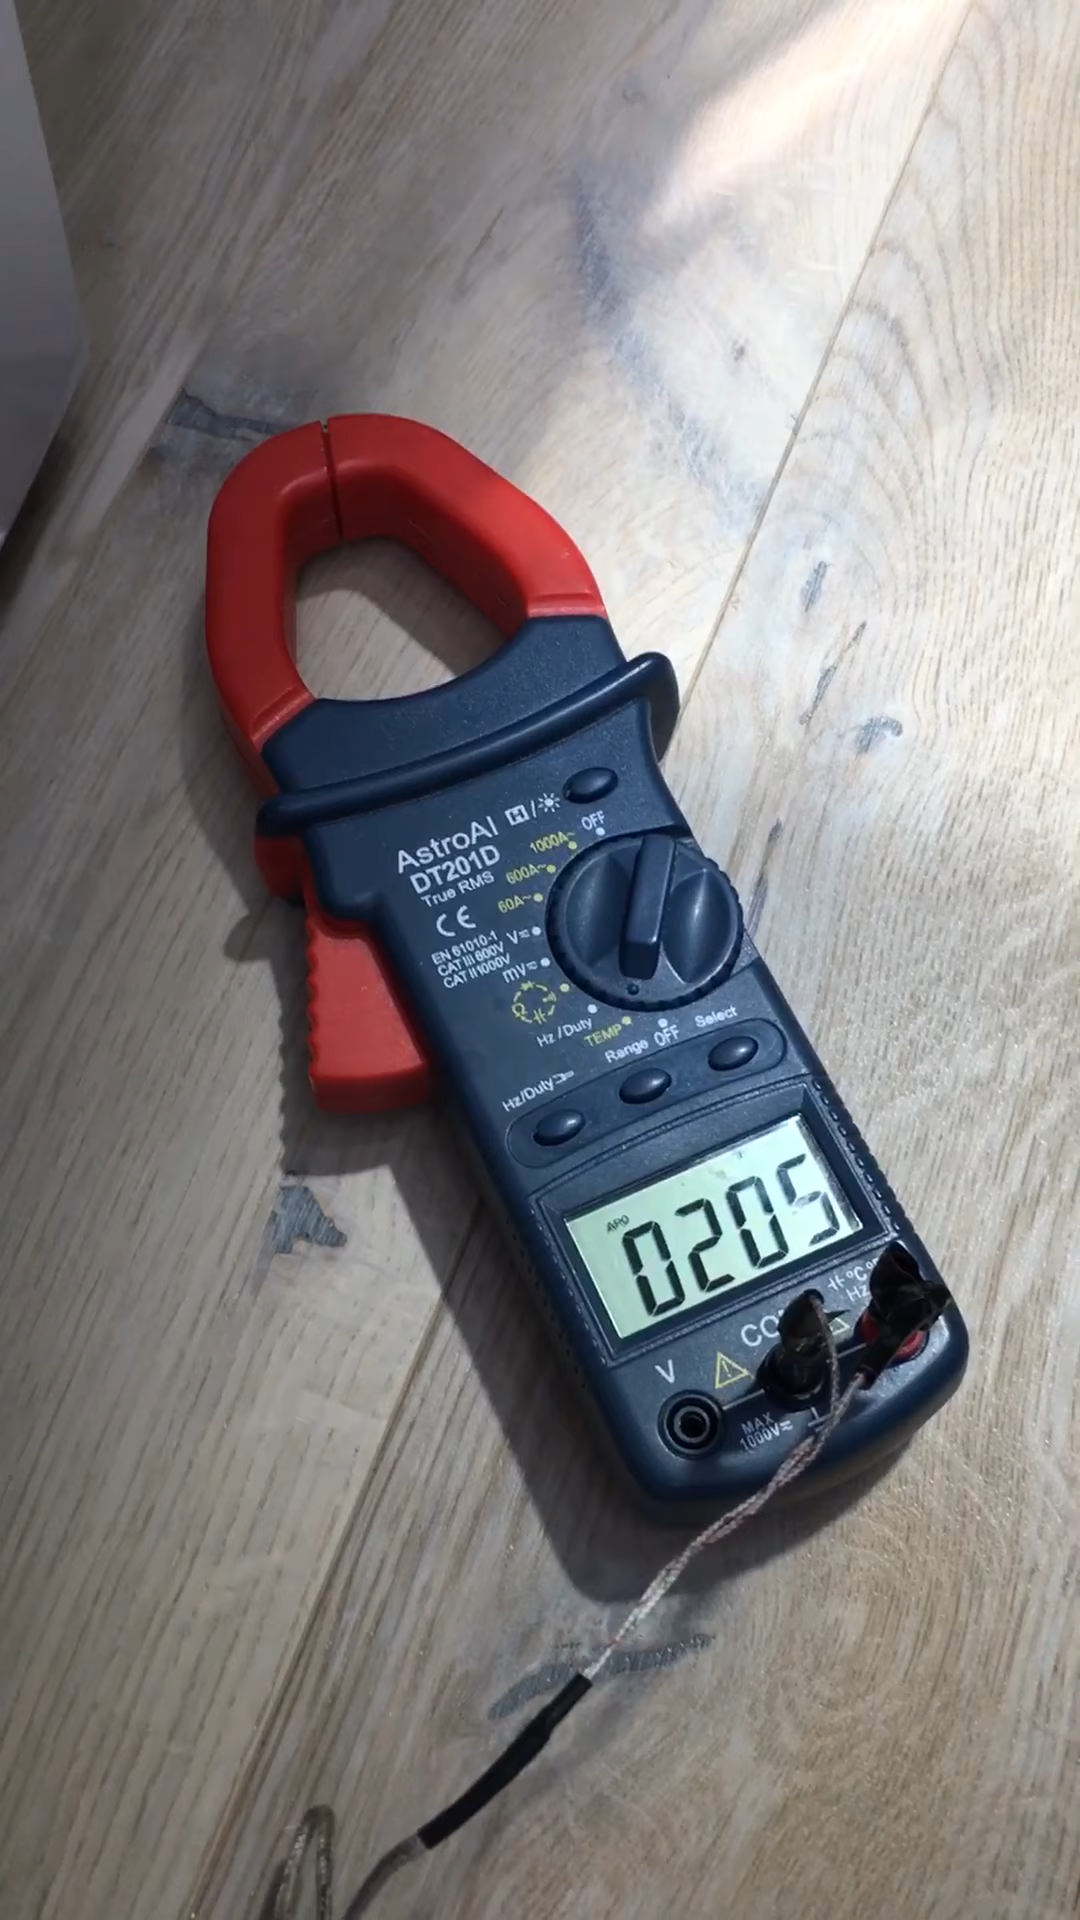 H/☀
OFF
AstroAI
DT201D
True RMS
1000A~
600A~
60A~
CE
EN 61010-1
CAT III 600V
CAT II 1000V
V≂
mV≂
Ω
Hz/Duty
TEMP
OFF
Hz/Duty
Range
Select
APO
0205
°C
Hz
V
MAX
1000V≂